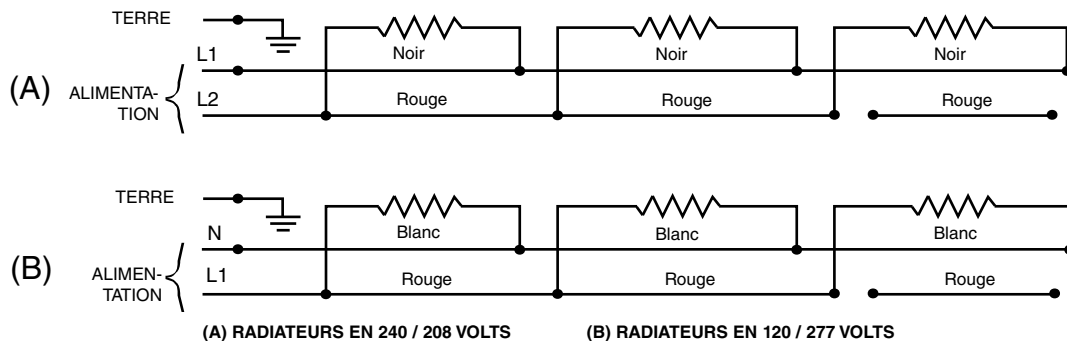 TERRE
L1
Noir
Noir
Noir
(A)
ALIMENTA-
TION
L2
Rouge
Rouge
Rouge
TERRE
N
Blanc
Blanc
Blanc
(B)
ALIMEN-
TATION
L1
Rouge
Rouge
Rouge
(A) RADIATEURS EN 240 / 208 VOLTS
(B) RADIATEURS EN 120 / 277 VOLTS